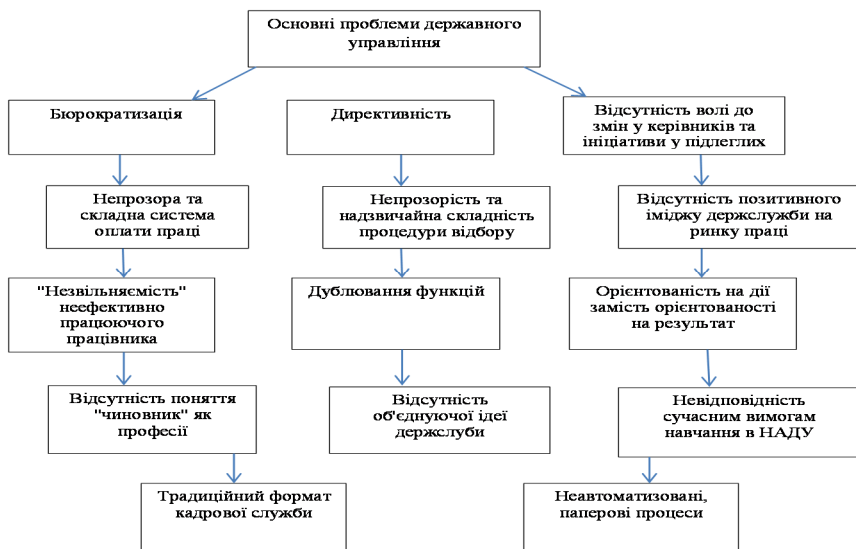 Основні проблеми державного
управління
Бюрократизація
Директивність
Відсутність волі до
змін у керівників та
ініціативи у підлеглих
Непрозора та
складна система
оплати праці
Непрозорість та
надзвичайна складність
процедури відбору
Відсутність позитивного
іміджу держслужби на
ринку праці
"Незвільняємість"
неефективно
працюючого
працівника
Дублювання функцій
Орієнтованість на дії
замість орієнтованості
на результат
Відсутність поняття
"чиновник" як
професії
Відсутність
об'єднуючої ідеї
держслуби
Невідповідність
сучасним вимогам
навчання в НАДУ
Традиційний формат
кадрової служби
Неавтоматизовані,
паперові процеси